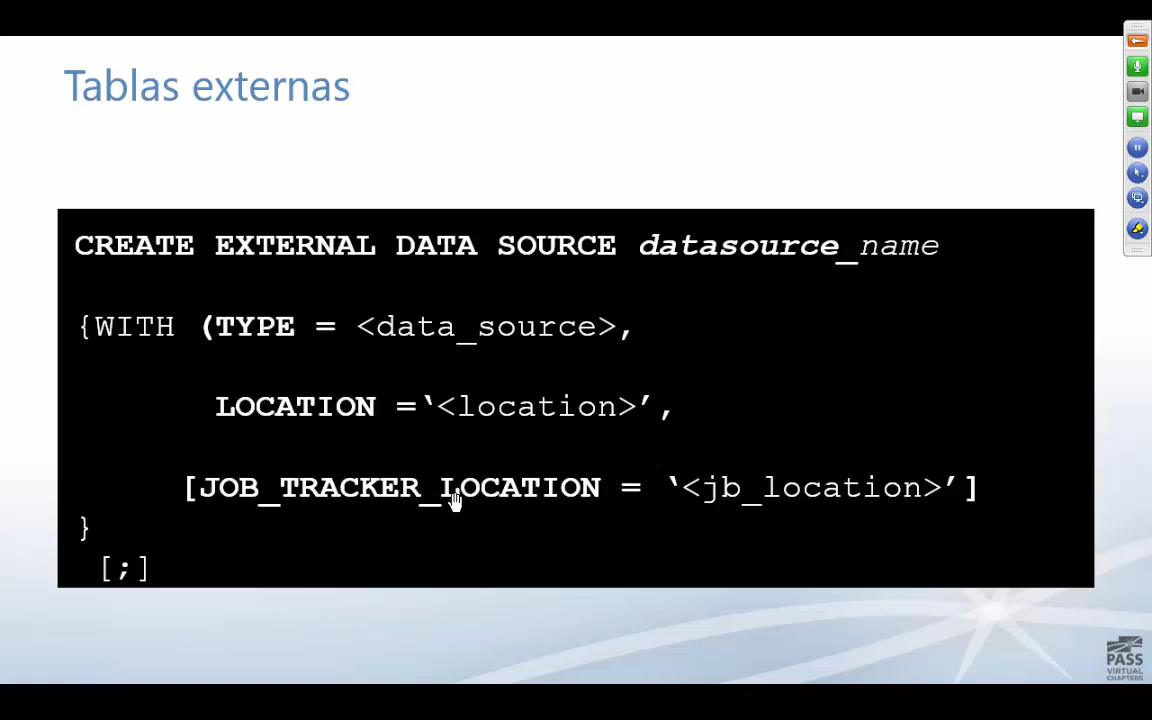 Tablas externas
CREATE EXTERNAL DATA SOURCE datasource_name
{WITH (TYPE = <data_source>,
LOCATION =‘<location>’,
[JOB_TRACKER_LOCATION = ‘<jb_location>’]
}
[;]
PASS
VIRTUAL
CHAPTERS